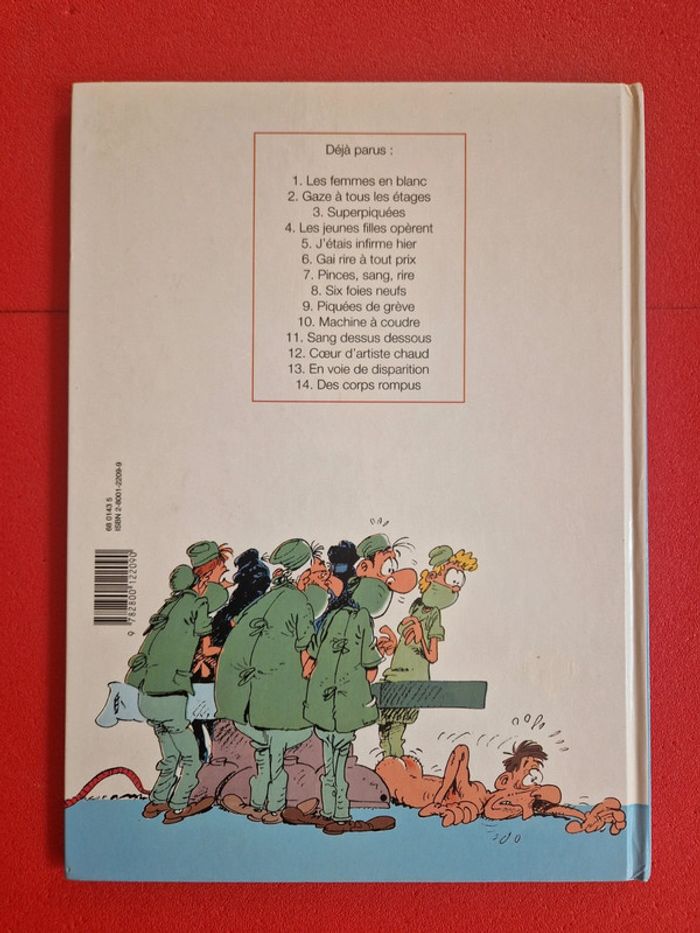 Déjà parus :
1. Les femmes en blanc
2. Gaze à tous les étages
3. Superpiquées
4. Les jeunes filles opèrent
5. J'étais infirme hier
6. Gai rire à tout prix
7. Pinces, sang, rire
8. Six foies neufs
9. Piquées de grève
10. Machine à coudre
11. Sang dessus dessous
12. Cœur d'artiste chaud
13. En voie de disparition
14. Des corps rompus
68 0143 5
ISBN 2-8001-2209-9
9 782800 122090